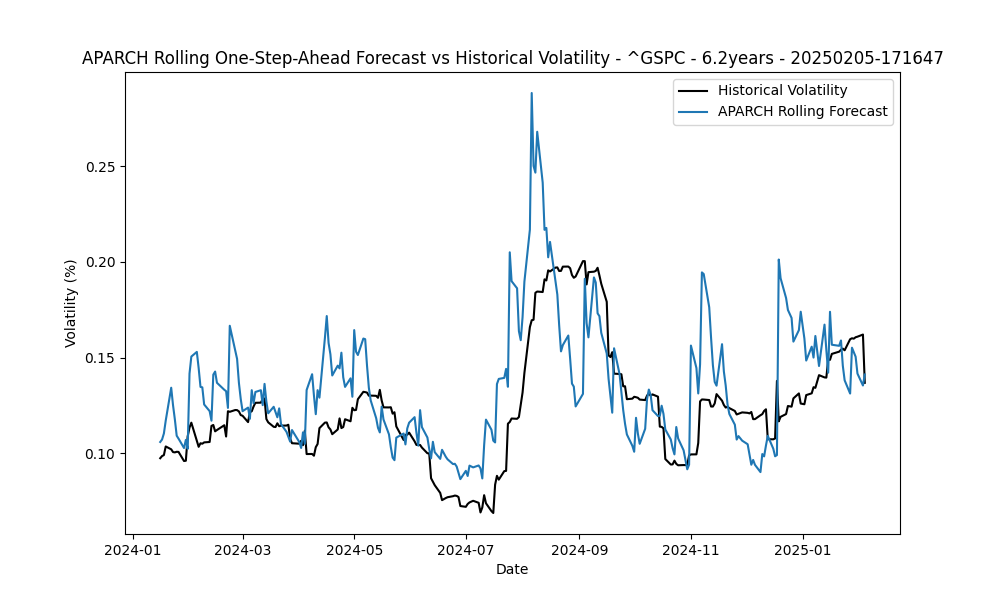 APARCH Rolling One-Step-Ahead Forecast vs Historical Volatility - ^GSPC - 6.2years - 20250205-171647
Historical Volatility
APARCH Rolling Forecast
Volatility (%)
0.25
0.20
0.15
0.10
2024-01 2024-03 2024-05 2024-07 2024-09 2024-11 2025-01
Date